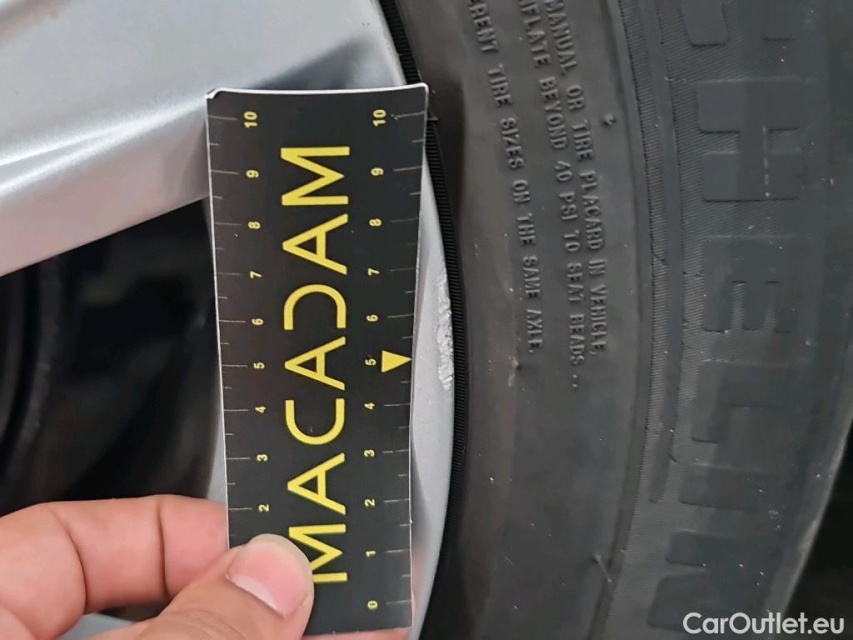 MANUAL OR TIRE PLACARD IN VEHICLE.
INFLATE BEYOND 40 PSI TO SEAT BEADS..
TIRE SIZES ON THE SAME AXLE.
MACADAM
10 9 8 7 6 5 4 3 2
10 9 8 7 6 5 4 3 2 1 0
CarOutlet.eu